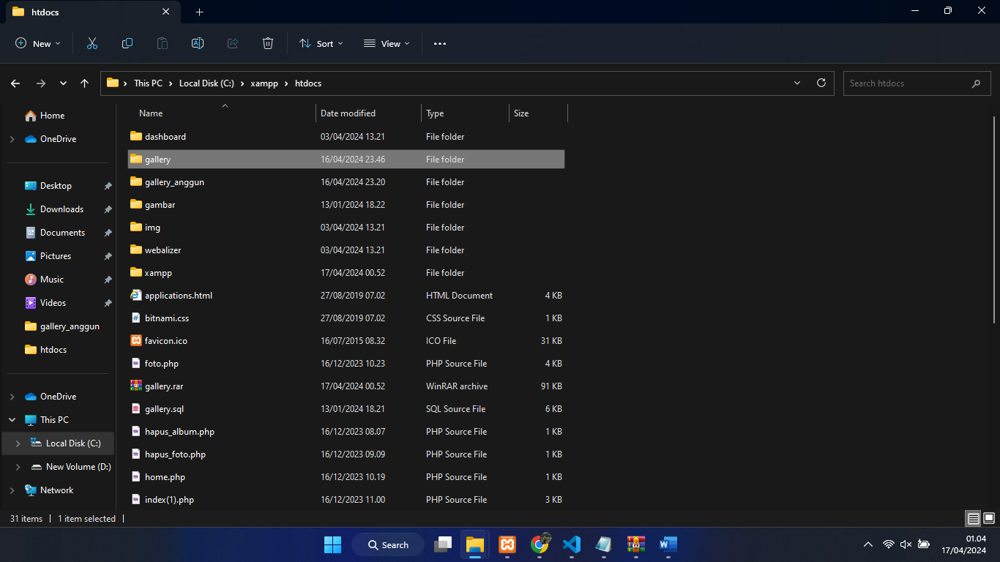 htdocs
New
Sort
View
This PC > Local Disk (C:) > xampp > htdocs
Search htdocs
Home
OneDrive
Desktop
Downloads
Documents
Pictures
Music
Videos
gallery_anggun
htdocs
OneDrive
This PC
Local Disk (C:)
New Volume (D:)
Network
Name Date modified Type Size
dashboard 03/04/2024 13.21 File folder
gallery 16/04/2024 23.46 File folder
gallery_anggun 16/04/2024 23.20 File folder
gambar 13/01/2024 18.22 File folder
img 03/04/2024 13.21 File folder
webalizer 03/04/2024 13.21 File folder
xampp 17/04/2024 00.52 File folder
applications.html 27/08/2019 07.02 HTML Document 4 KB
bitnami.css 27/08/2019 07.02 CSS Source File 1 KB
favicon.ico 16/07/2015 08.32 ICO File 31 KB
foto.php 16/12/2023 10.23 PHP Source File 4 KB
gallery.rar 17/04/2024 00.52 WinRAR archive 91 KB
gallery.sql 13/01/2024 18.21 SQL Source File 6 KB
hapus_album.php 16/12/2023 08.07 PHP Source File 1 KB
hapus_foto.php 16/12/2023 09.09 PHP Source File 1 KB
home.php 16/12/2023 10.19 PHP Source File 1 KB
index(1).php 16/12/2023 11.00 PHP Source File 3 KB
31 items
1 item selected
Search
01.04
17/04/2024